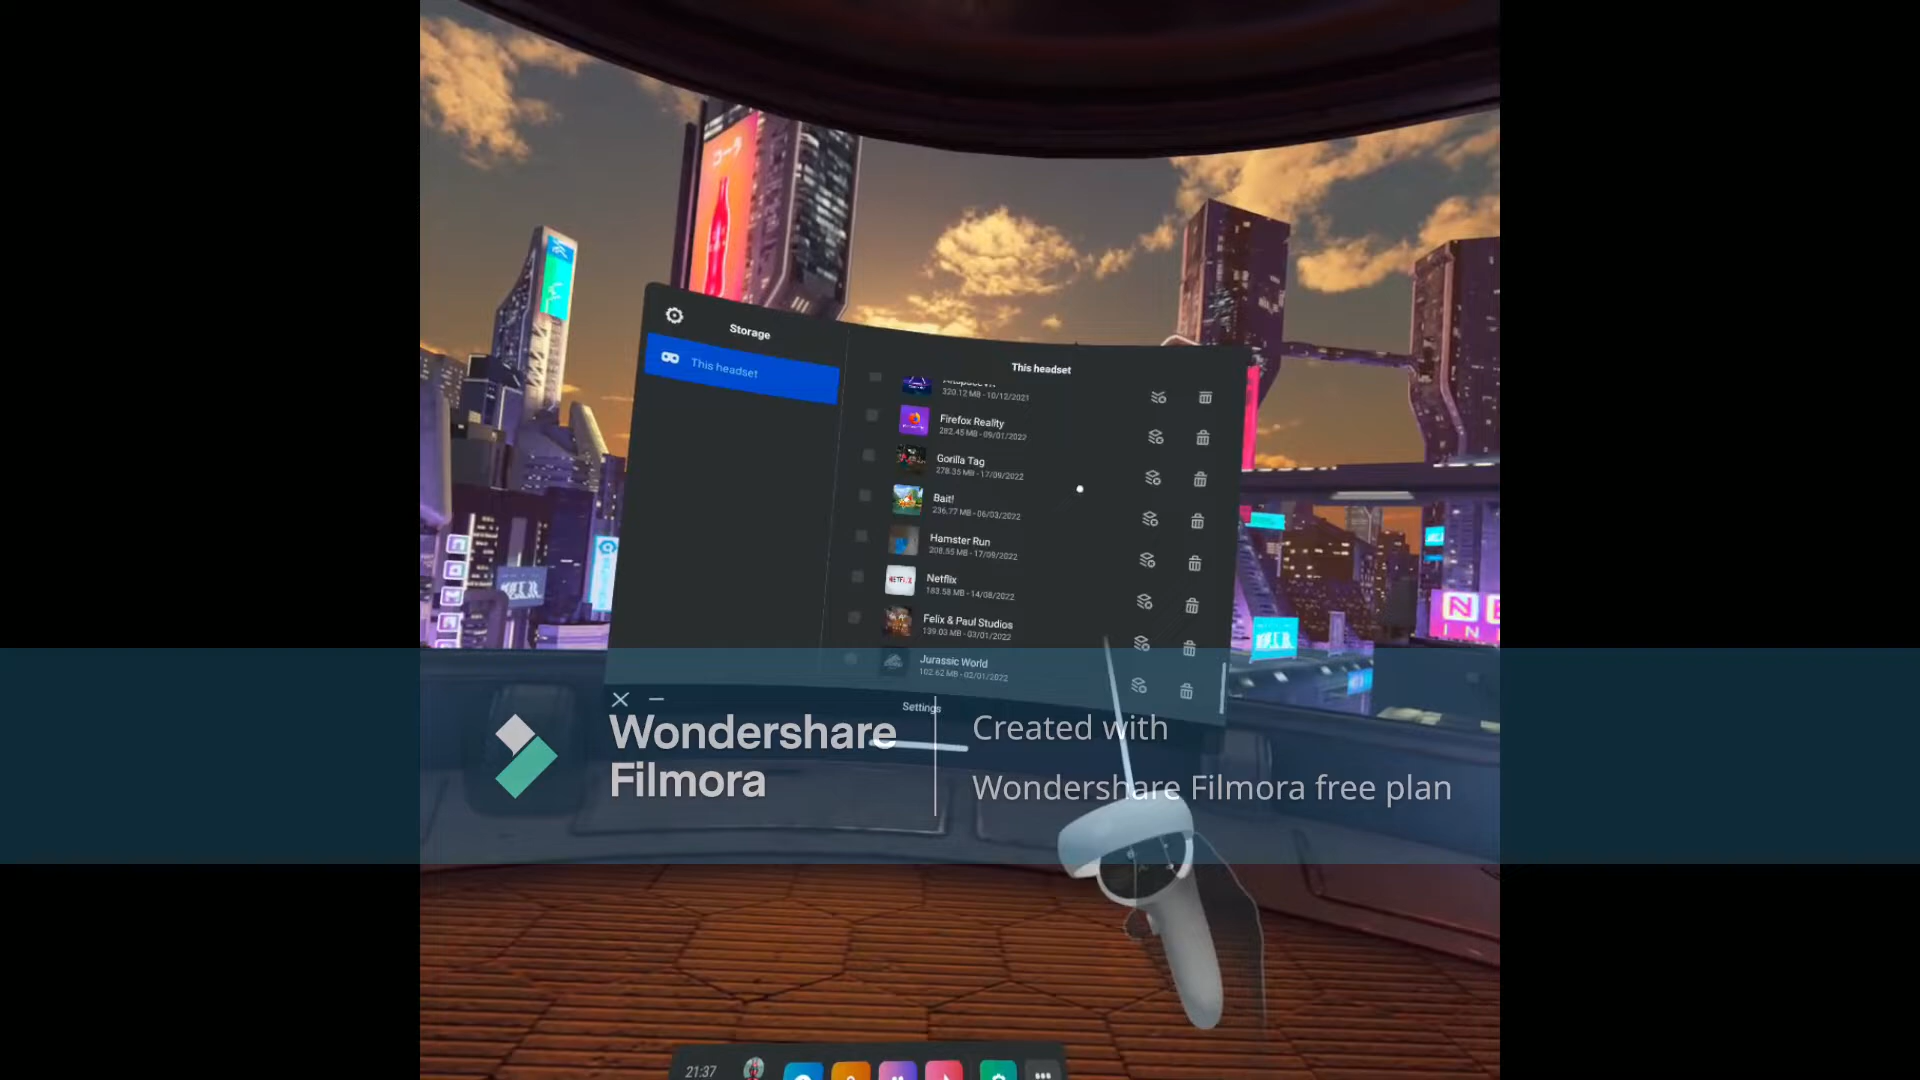 コーラ
Storage
This headset
This headset
320.12 MB - 10/12/2021
Firefox Reality
282.45 MB - 09/01/2022
Gorilla Tag
278.35 MB - 17/09/2022
Bait!
236.77 MB - 06/03/2022
Hamster Run
208.55 MB - 17/09/2022
NETFLIX
Netflix
183.58 MB - 14/08/2022
Felix & Paul Studios
139.03 MB - 03/01/2022
Jurassic World
102.62 MB - 02/01/2022
Settings
Wondershare
Filmora
Created with
Wondershare Filmora free plan
21:37